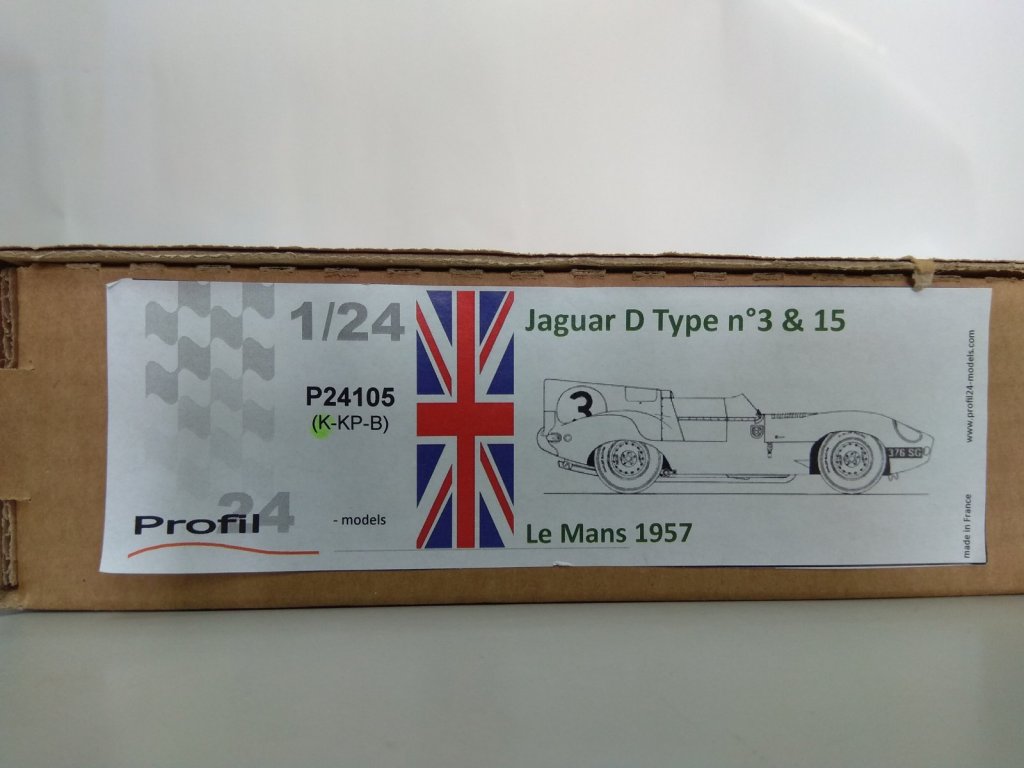 1/24
P24105
(K-KP-B)
Profil 24
- models
Jaguar D Type n°3 & 15
3
376 SG
Le Mans 1957
www.profil24-models.com
made in France